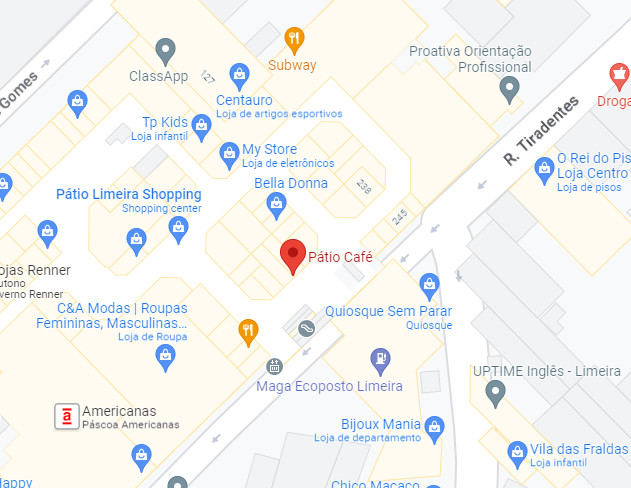 Gomes
ClassApp
127
Subway
Proativa Orientação
Profissional
Droga
Centauro
Loja de artigos esportivos
Tp Kids
Loja infantil
My Store
Loja de eletrônicos
R. Tiradentes
O Rei do Pis
Loja Centro
Loja de pisos
Bella Donna
238
245
Pátio Limeira Shopping
Shopping center
Pátio Café
ojas Renner
utono
verno Renner
C&A Modas | Roupas
Femininas, Masculinas...
Loja de Roupa
Quiosque Sem Parar
Quiosque
Maga Ecoposto Limeira
UPTIME Inglês - Limeira
Americanas
Páscoa Americanas
Bijoux Mania
Loja de departamento
Vila das Fraldas
Loja infantil
Happy
Chico Macaco